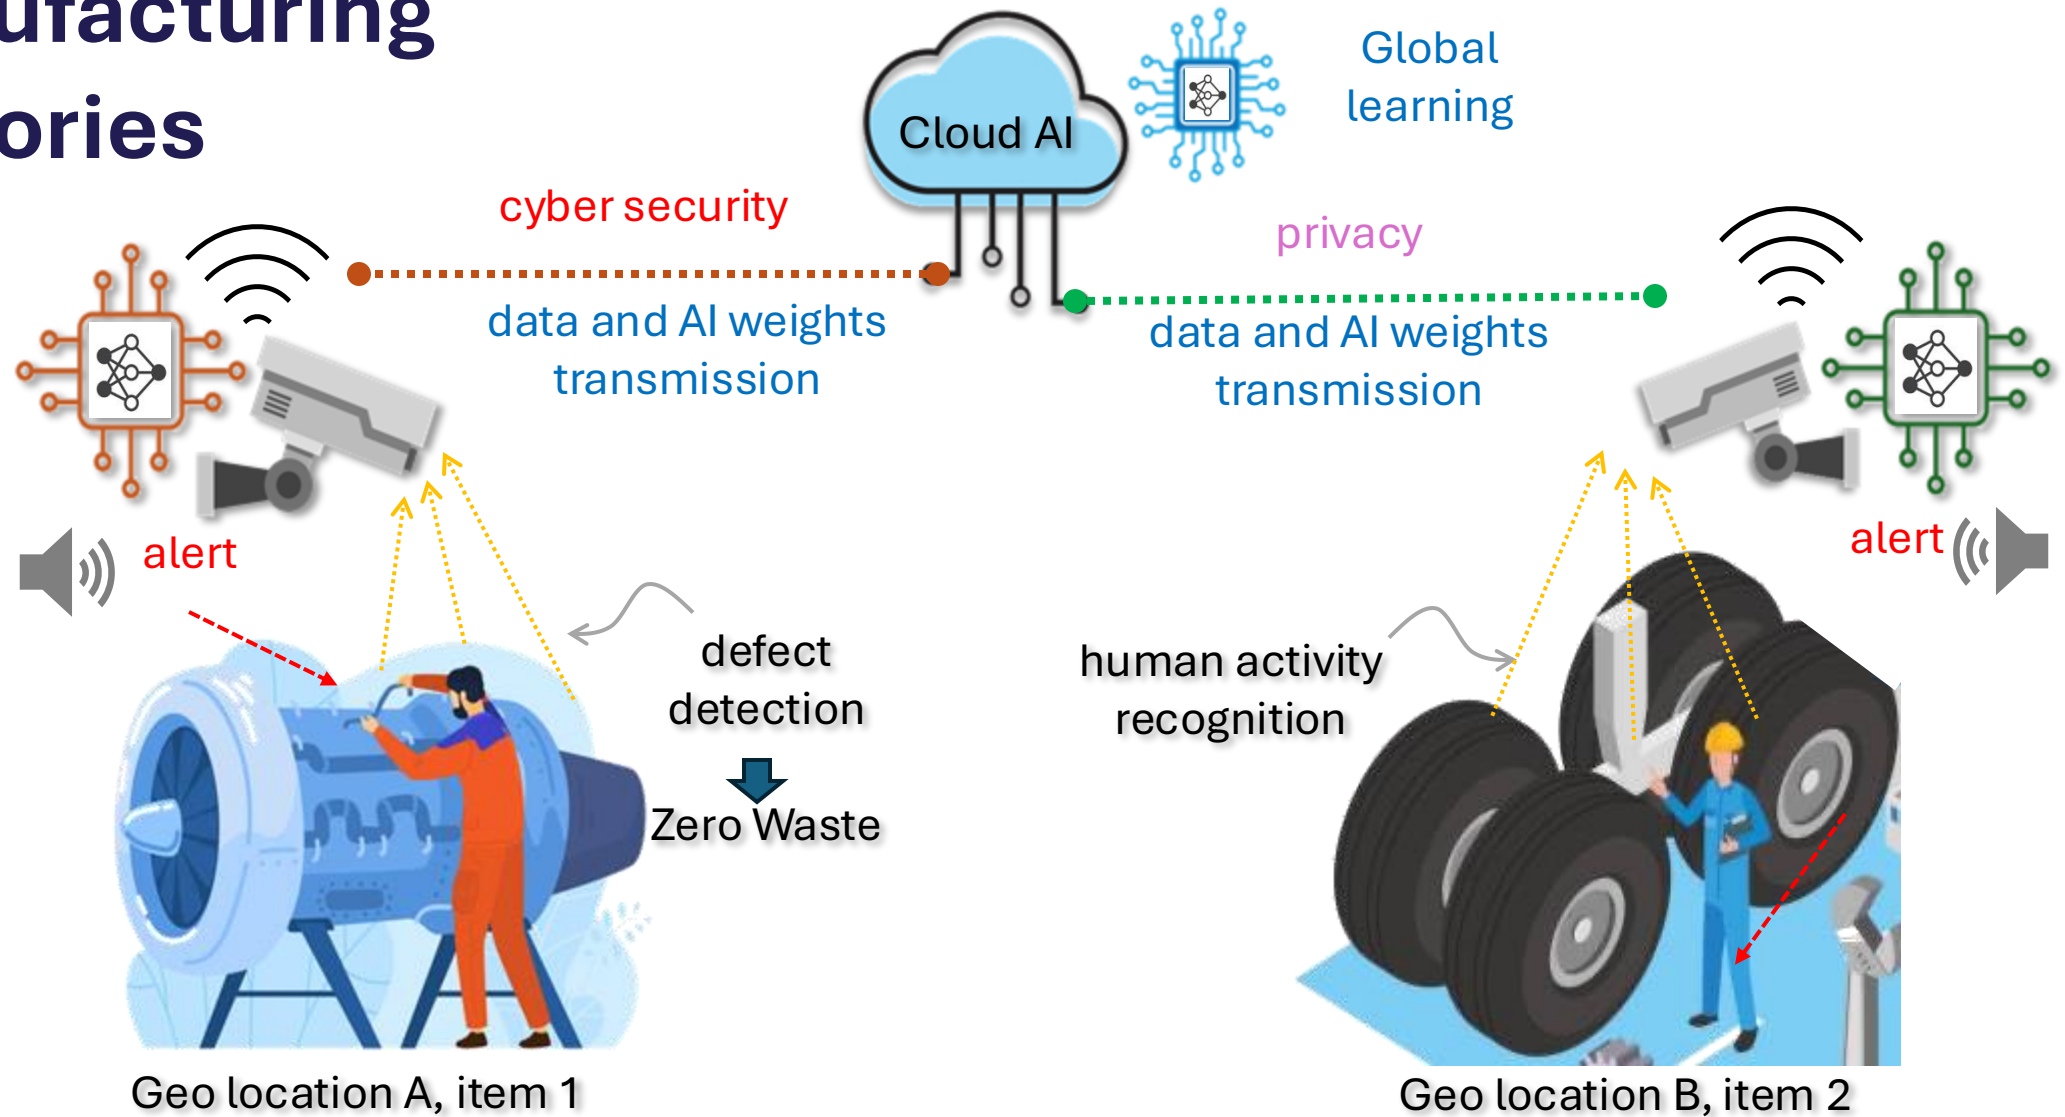 ufacturing
ories
Cloud AI
Global
learning
cyber security
privacy
data and AI weights
transmission
data and AI weights
transmission
alert
alert
defect
detection
Zero Waste
human activity
recognition
Geo location A, item 1
Geo location B, item 2